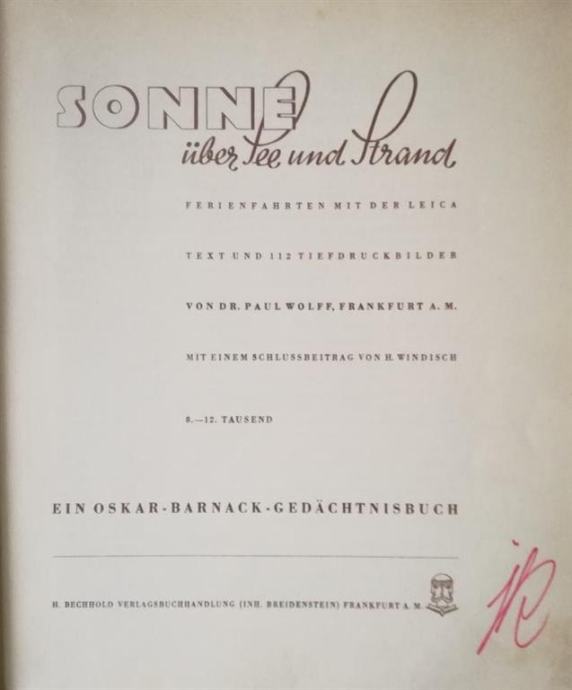 SONNE
über See und Strand
FERIENFAHRTEN MIT DER LEICA
TEXT UND 112 TIEFDRUCKBILDER
VON DR. PAUL WOLFF, FRANKFURT A. M.
MIT EINEM SCHLUSSBEITRAG VON H. WINDISCH
8.—12. TAUSEND
EIN OSKAR-BARNACK-GEDÄCHTNISBUCH
H. BECHHOLD VERLAGSBUCHHANDLUNG (INH. BREIDENSTEIN) FRANKFURT A. M.